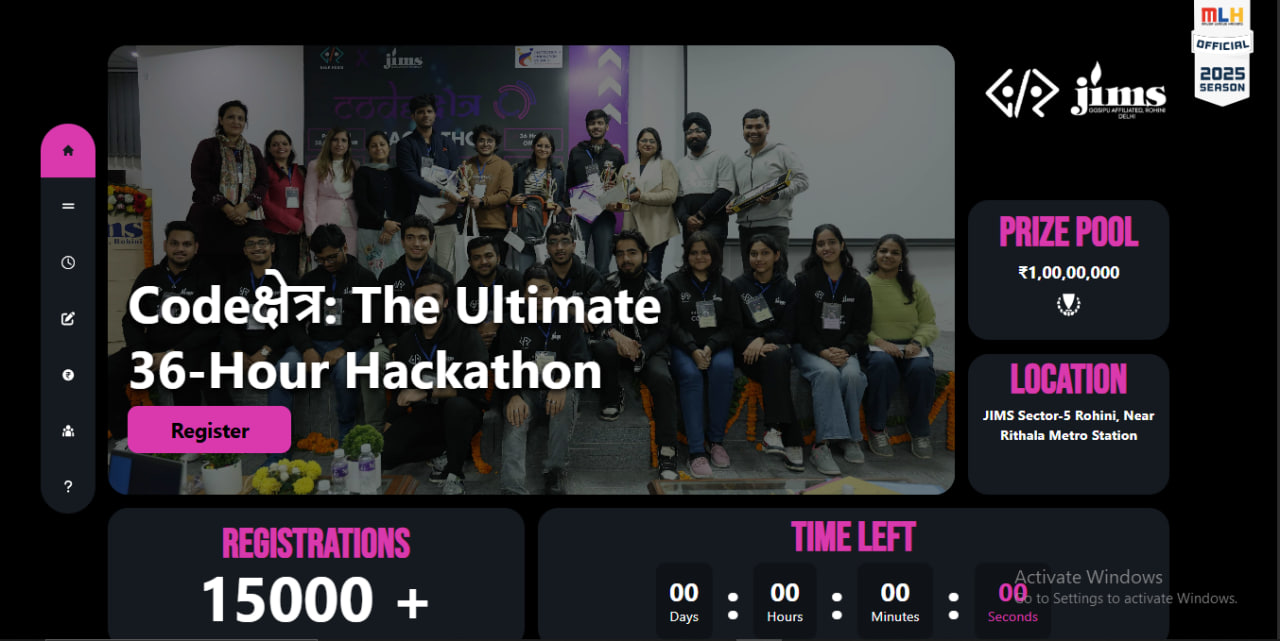 MLH
OFFICIAL
2025
SEASON
jims
GGSIPU AFFILIATED, ROHINI
DELHI
jims
codeक्षेत्र
Codeक्षेत्र: The Ultimate
36-Hour Hackathon
Register
PRIZE POOL
₹1,00,00,000
LOCATION
JIMS Sector-5 Rohini, Near
Rithala Metro Station
REGISTRATIONS
15000 +
TIME LEFT
00 : 00 : 00 : 00
Days Hours Minutes Seconds
Activate Windows
Go to Settings to activate Windows.